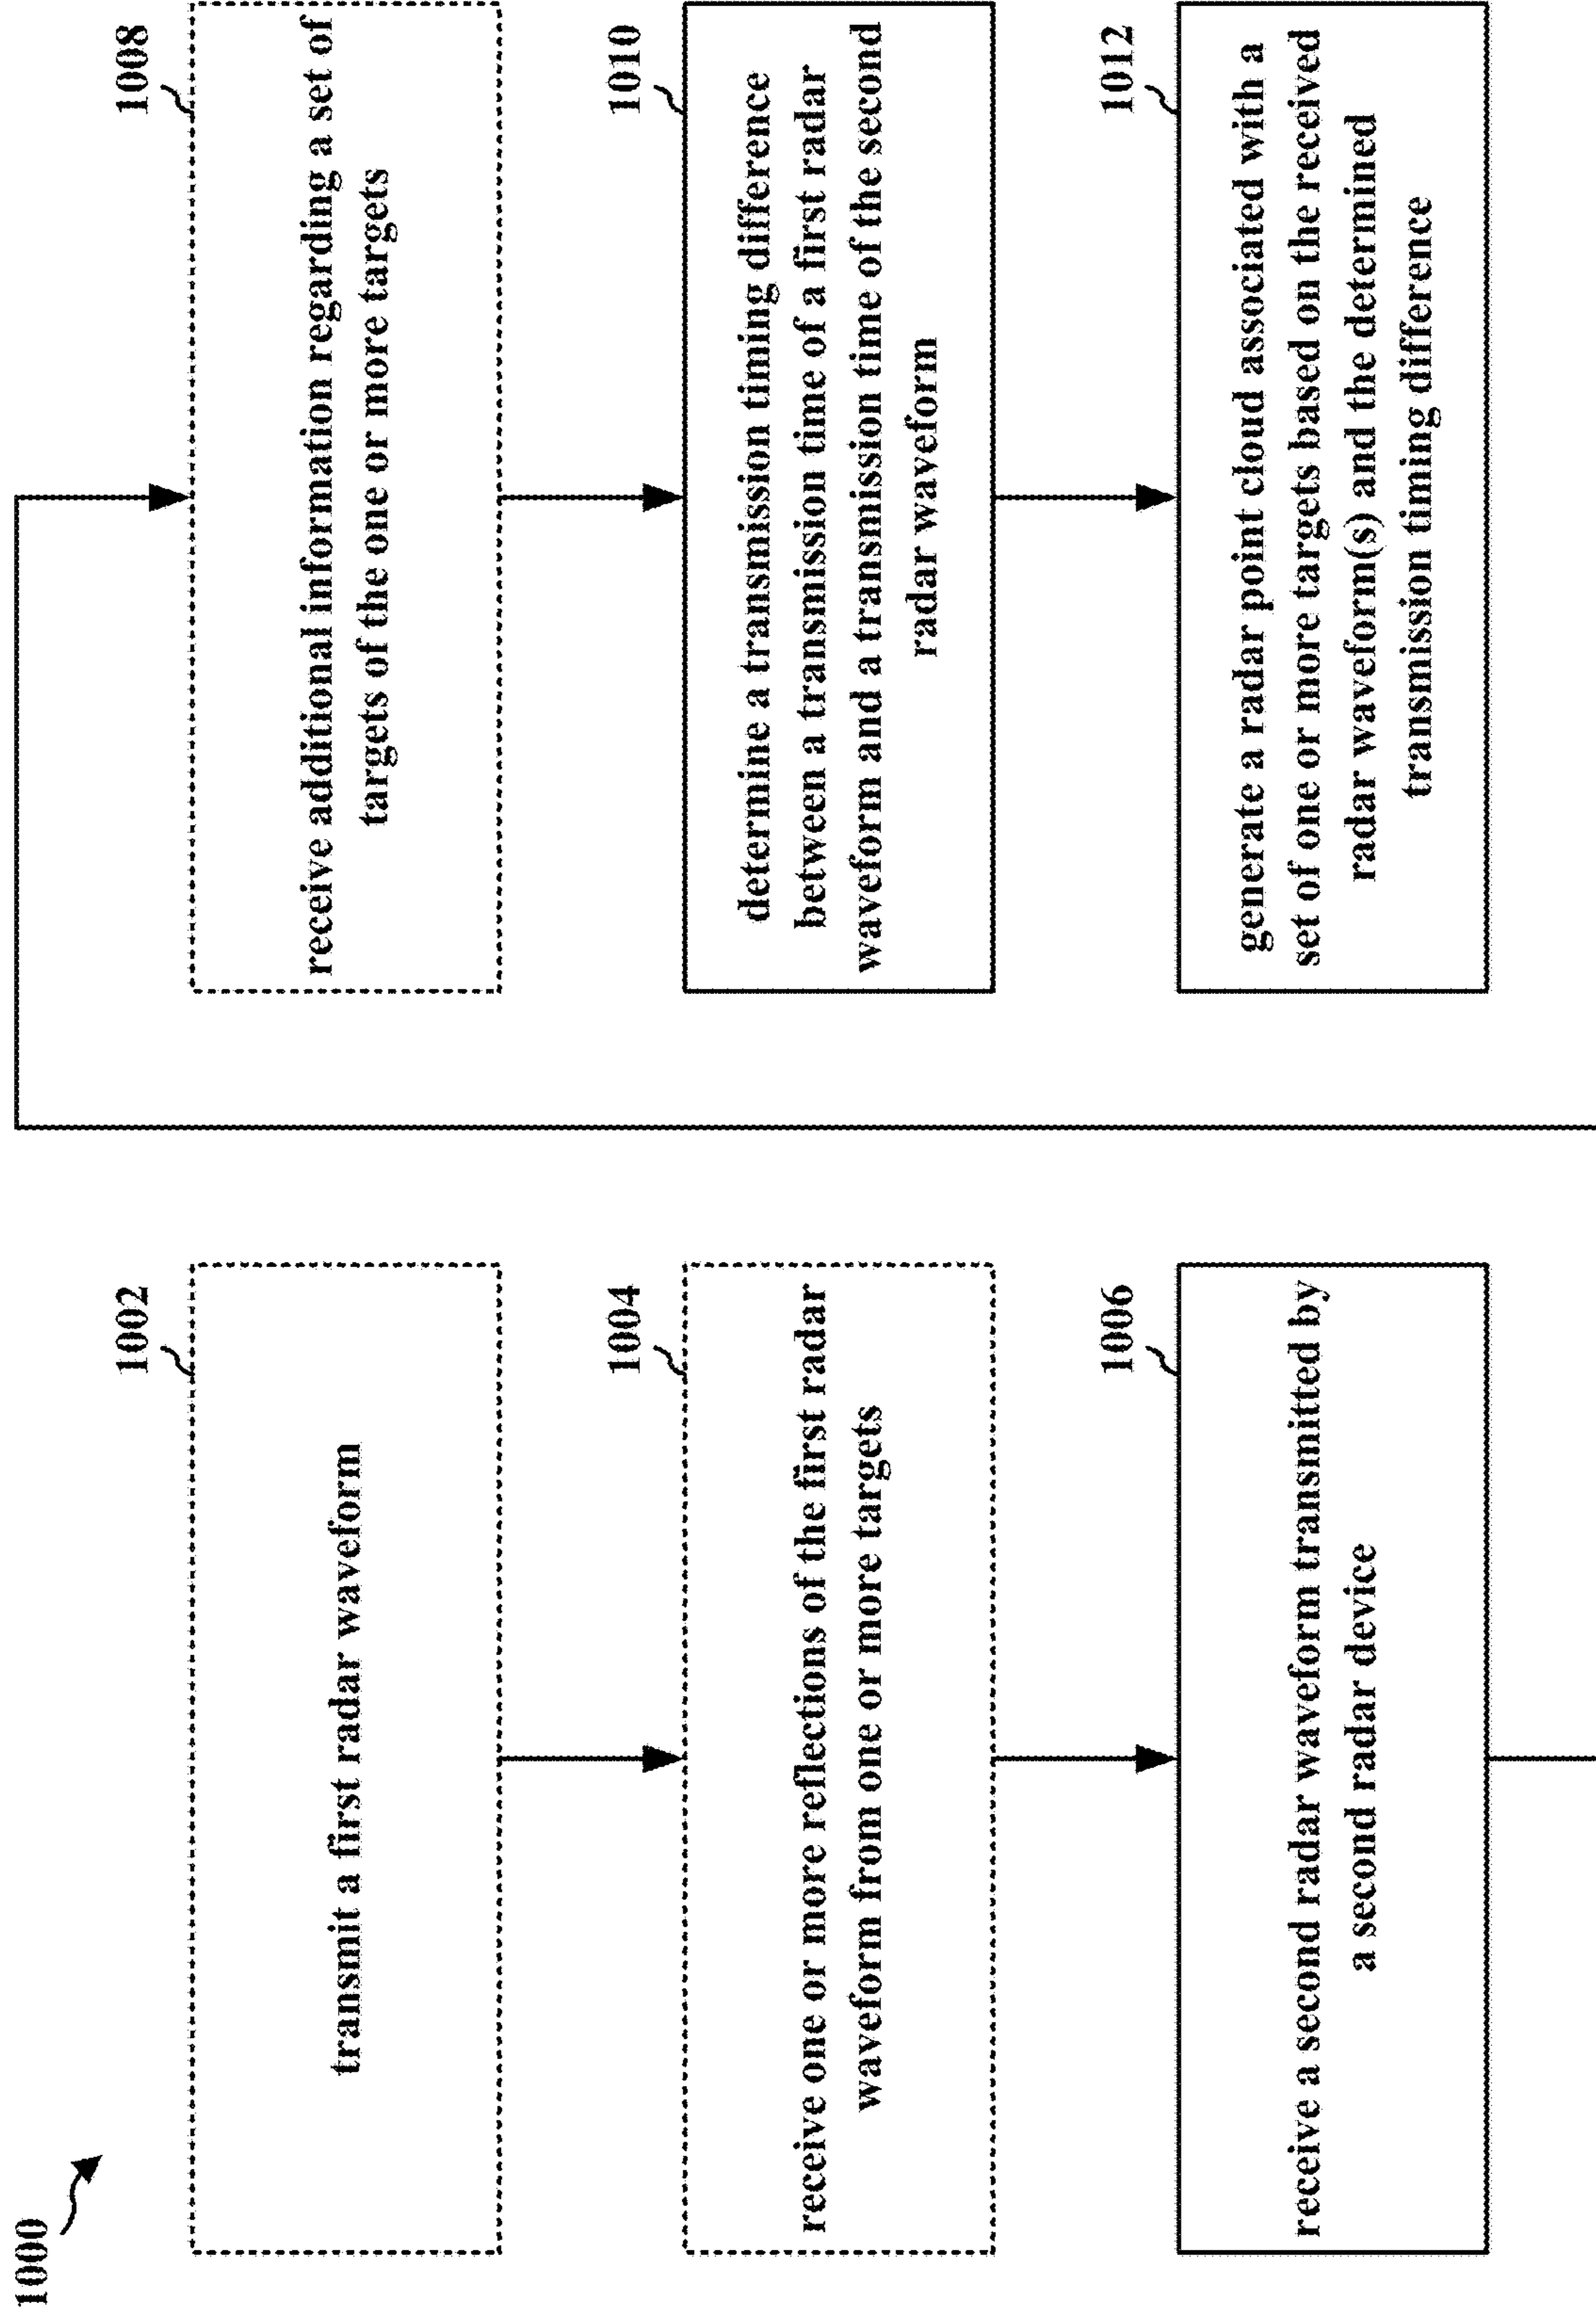 1000
1002
transmit a first radar waveform
1004
receive one or more reflections of the first radar
waveform from one or more targets
1006
receive a second radar waveform transmitted by
a second radar device
1008
receive additional information regarding a set of
targets of the one or more targets
1010
determine a transmission timing difference
between a transmission time of a first radar
waveform and a transmission time of the second
radar waveform
1012
generate a radar point cloud associated with a
set of one or more targets based on the received
radar waveform(s) and the determined
transmission timing difference